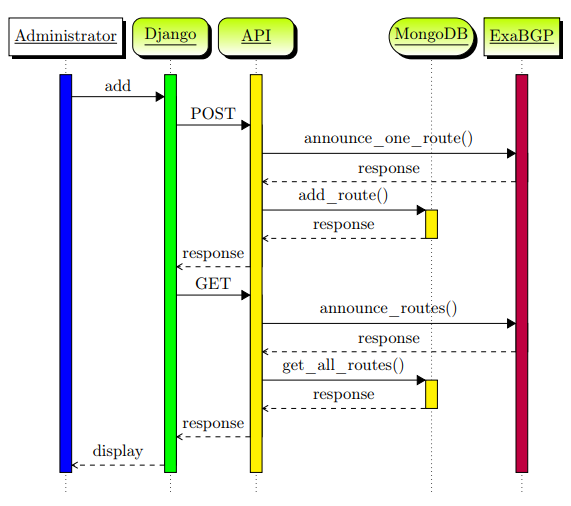 Administrator
Django
API
MongoDB
ExaBGP
add
POST
announce_one_route()
response
add_route()
response
response
GET
announce_routes()
response
get_all_routes()
response
response
display